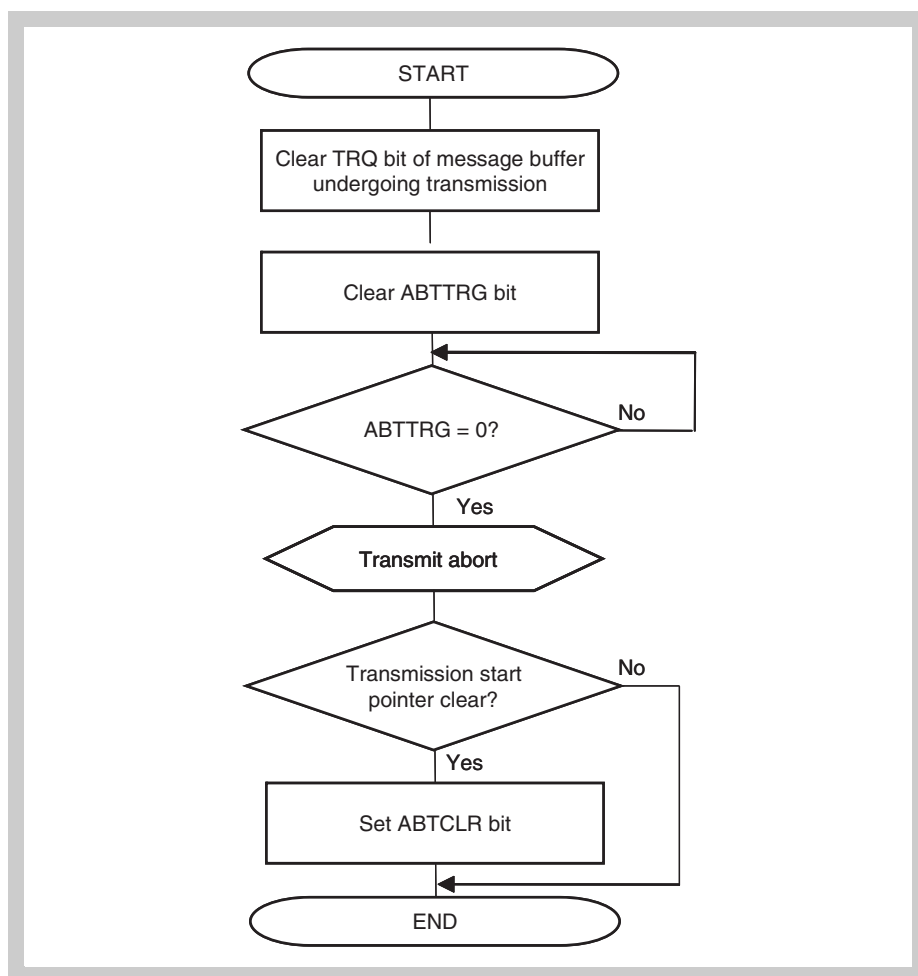 START
Clear TRQ bit of message buffer
undergoing transmission
Clear ABTTRG bit
No
ABTTRG = 0?
Yes
Transmit abort
No
Transmission start
pointer clear?
Yes
Set ABTCLR bit
END